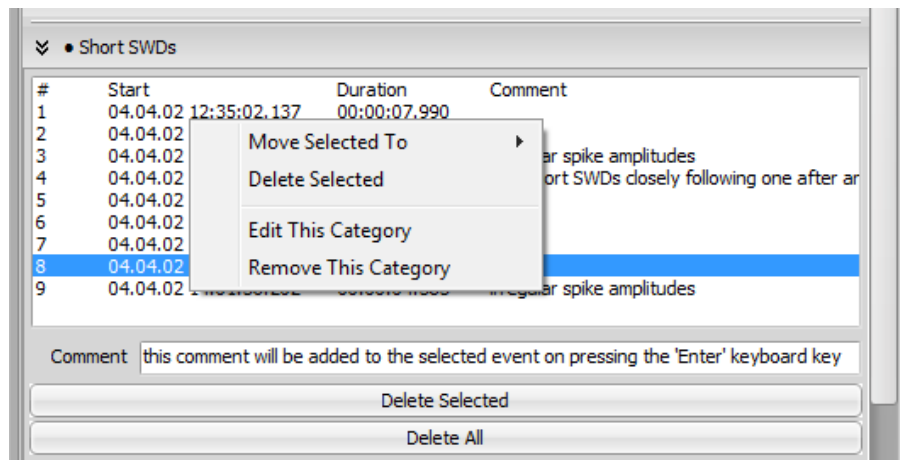 • Short SWDs
# Start Duration Comment
1 04.04.02 12:35:02.137 00:00:07.990
2 04.04.02
3 04.04.02 spike amplitudes
4 04.04.02 SWDs closely following one after
5 04.04.02
6 04.04.02
7 04.04.02
8 04.04.02
9 04.04.02 spike amplitudes
Move Selected To
Delete Selected
Edit This Category
Remove This Category
Comment this comment will be added to the selected event on pressing the 'Enter' keyboard key
Delete Selected
Delete All